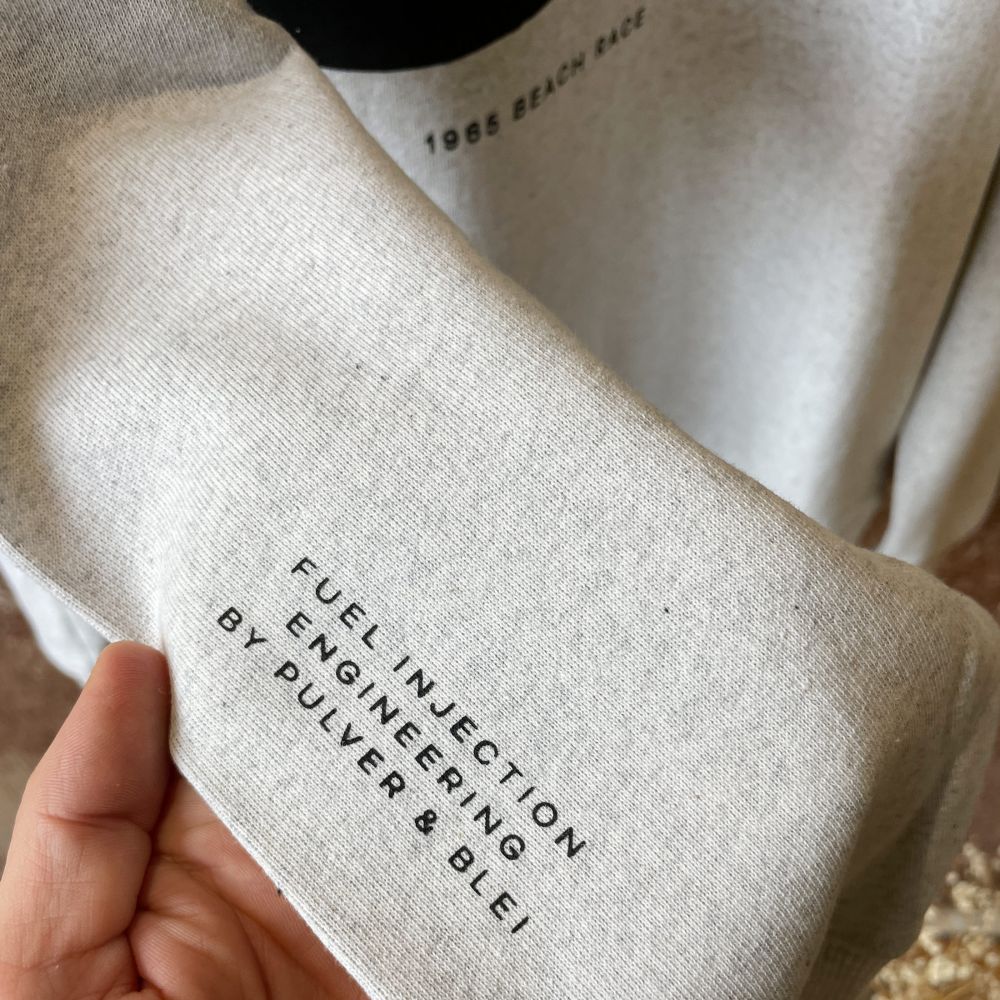 1965 BEACH RACE
FUEL INJECTION
ENGINEERING
BY PULVER & BLEI